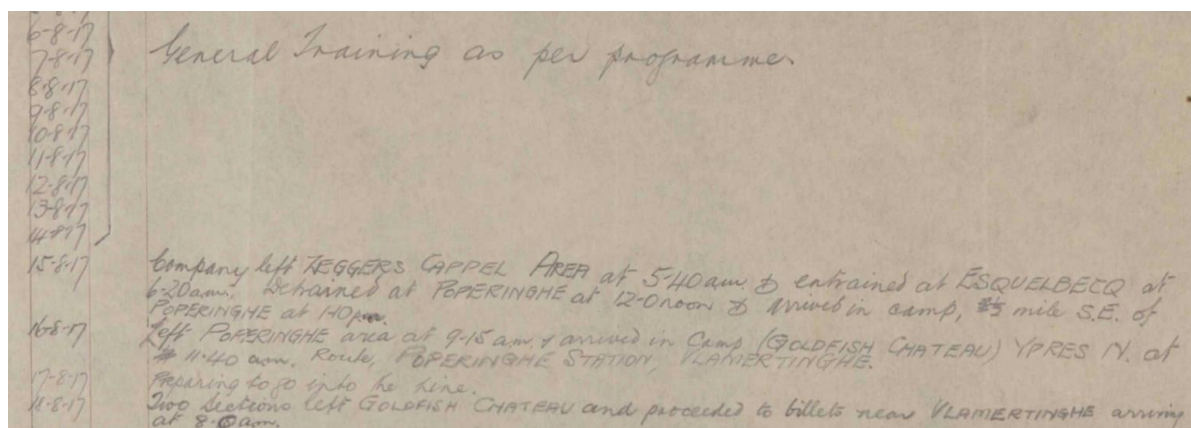 6-8-17
7-8-17 General Training as per programme.
8-8-17
9-8-17
10-8-17
11-8-17
12-8-17
13-8-17
14-8-17
15-8-17 Company left ZEGGERS CAPPEL AREA at 5-40 am. & entrained at ESQUELBECQ at
6-20 a.m. Detrained at POPERINGHE at 12-0 noon & arrived in camp, mile S.E. of
POPERINGHE at 1-10 pm.
16-8-17 Left POPERINGHE area at 9-15 a.m. & arrived in Camp (GOLDFISH CHATEAU) YPRES N. at
11.40 am. Route, POPERINGHE STATION, VLAMERTINGHE.
17-8-17 Preparing to go into the Line.
18-8-17 Two Sections left GOLDFISH CHATEAU and proceeded to billets near VLAMERTINGHE arriving
at 8.0 am.